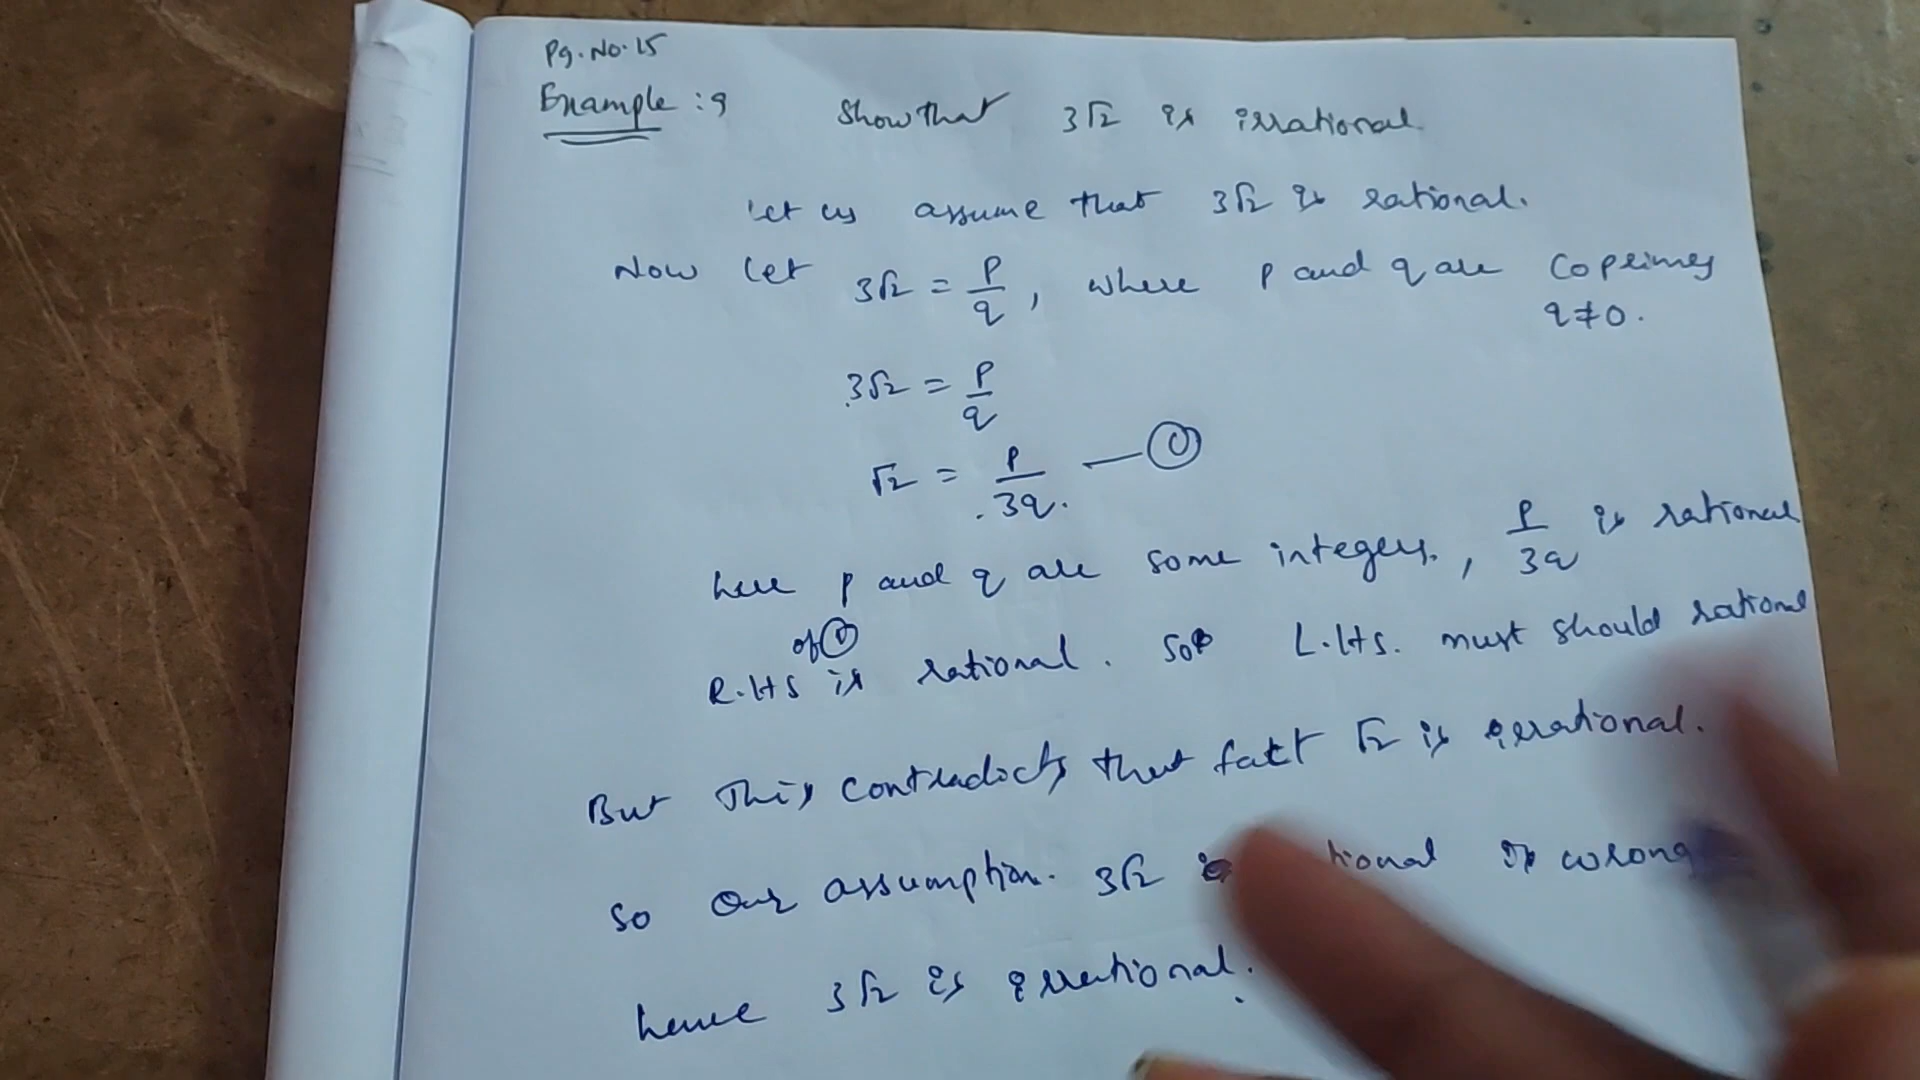 Pg.No.15
Example : 9 Show that 3√2 is irrational
Let us assume that 3√2 is rational.
Now let 3√2 = p/q, where p and q are coprimes
q≠0.
3√2 = p/q
√2 = p/3q. — ①
here p and q are some integers, p/3q is rational
of ①
R.H.S is rational. So L.H.S. must should rational
But This contradicts that fact √2 is irrational.
so our assumption. 3√2 tional is wrong
hence 3√2 is irrational.